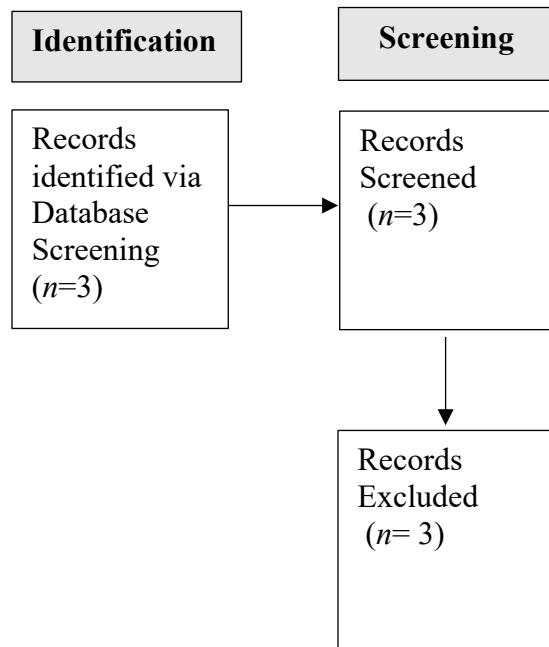 Identification
Screening
Records
identified via
Database
Screening
(n=3)
Records
Screened
(n=3)
Records
Excluded
(n= 3)